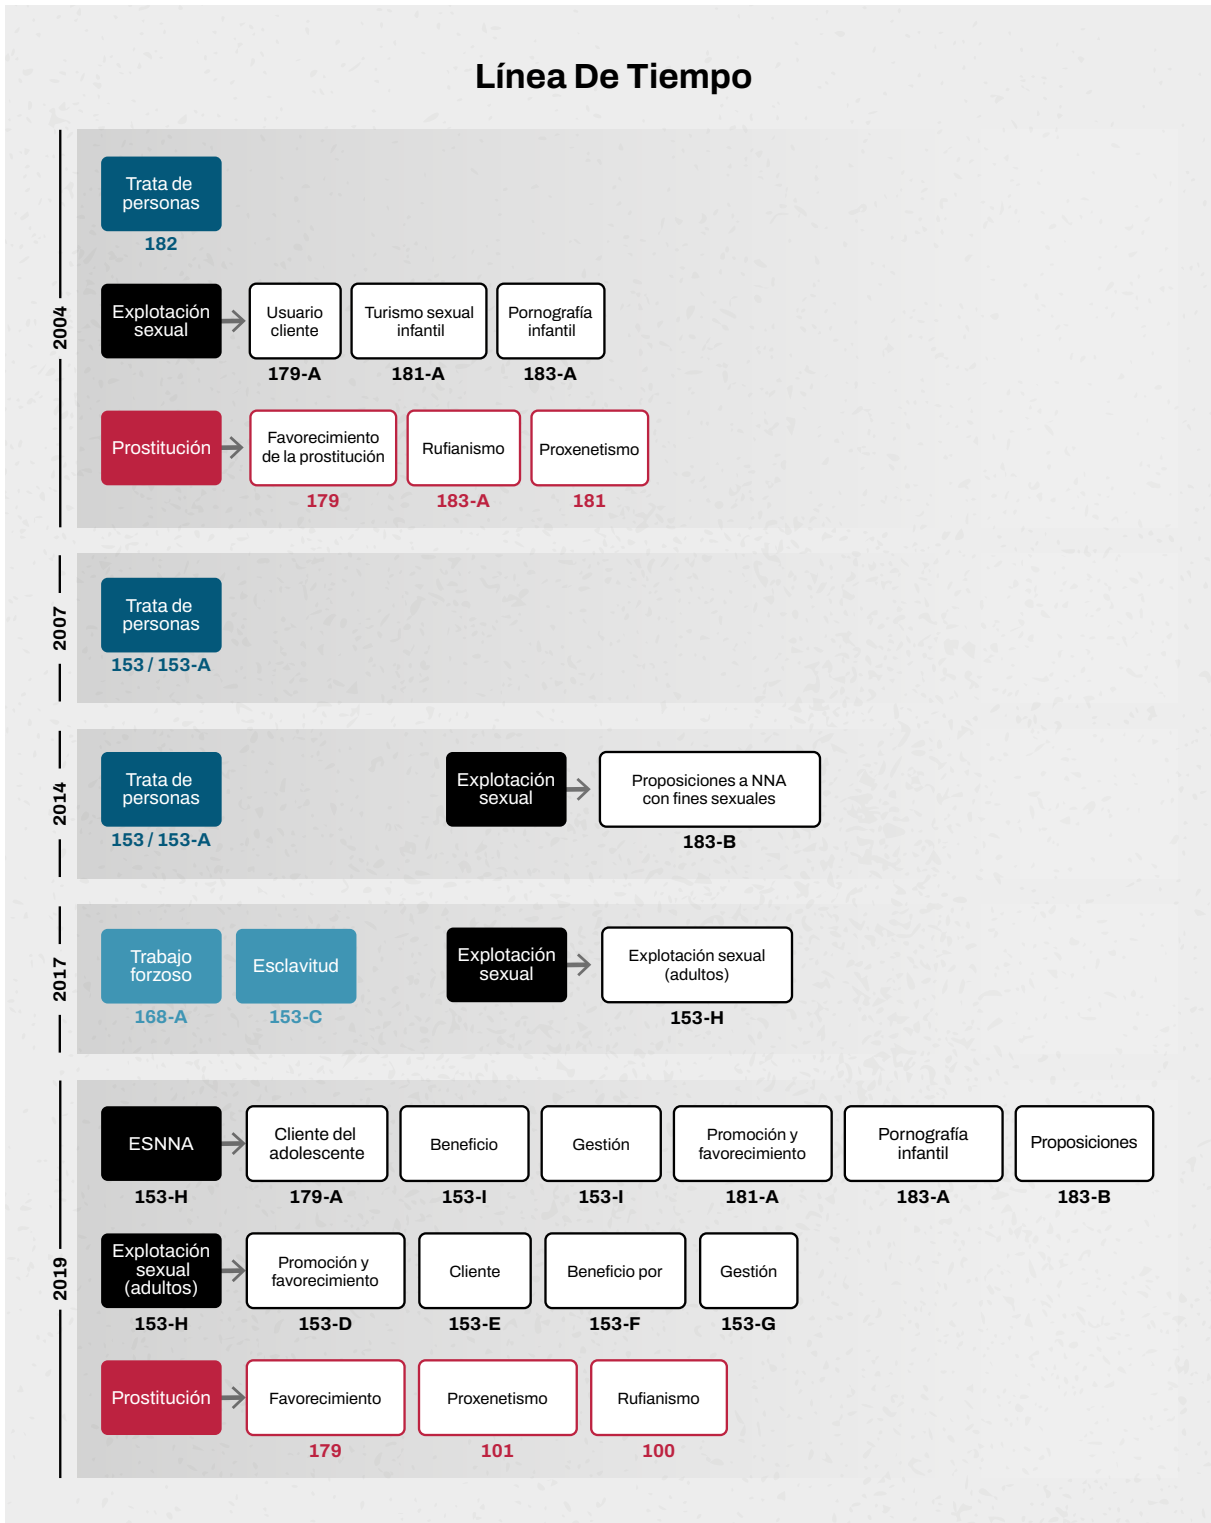 Línea De Tiempo
2004
Trata de
personas
182
Explotación
sexual
Usuario
cliente
179-A
Turismo sexual
infantil
181-A
Pornografía
infantil
183-A
Prostitución
Favorecimiento
de la prostitución
179
Rufianismo
183-A
Proxenetismo
181
2007
Trata de
personas
153 / 153-A
2014
Trata de
personas
153 / 153-A
Explotación
sexual
Proposiciones a NNA
con fines sexuales
183-B
2017
Trabajo
forzoso
168-A
Esclavitud
153-C
Explotación
sexual
Explotación sexual
(adultos)
153-H
2019
ESNNA
153-H
Cliente del
adolescente
179-A
Beneficio
153-I
Gestión
153-I
Promoción y
favorecimiento
181-A
Pornografía
infantil
183-A
Proposiciones
183-B
Explotación
sexual
(adultos)
153-H
Promoción y
favorecimiento
153-D
Cliente
153-E
Beneficio por
153-F
Gestión
153-G
Prostitución
Favorecimiento
179
Proxenetismo
101
Rufianismo
100